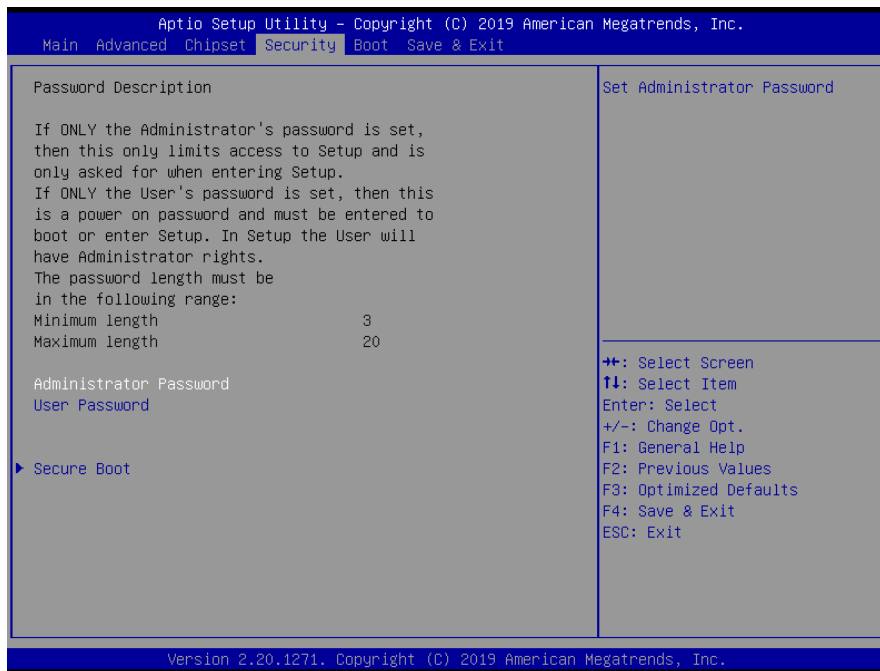 Aptio Setup Utility – Copyright (C) 2019 American Megatrends, Inc.
Main Advanced Chipset Security Boot Save & Exit
Password Description
If ONLY the Administrator's password is set,
then this only limits access to Setup and is
only asked for when entering Setup.
If ONLY the User's password is set, then this
is a power on password and must be entered to
boot or enter Setup. In Setup the User will
have Administrator rights.
The password length must be
in the following range:
Minimum length 3
Maximum length 20
Administrator Password
User Password
Secure Boot
Set Administrator Password
→←: Select Screen
↑↓: Select Item
Enter: Select
+/-: Change Opt.
F1: General Help
F2: Previous Values
F3: Optimized Defaults
F4: Save & Exit
ESC: Exit
Version 2.20.1271. Copyright (C) 2019 American Megatrends, Inc.